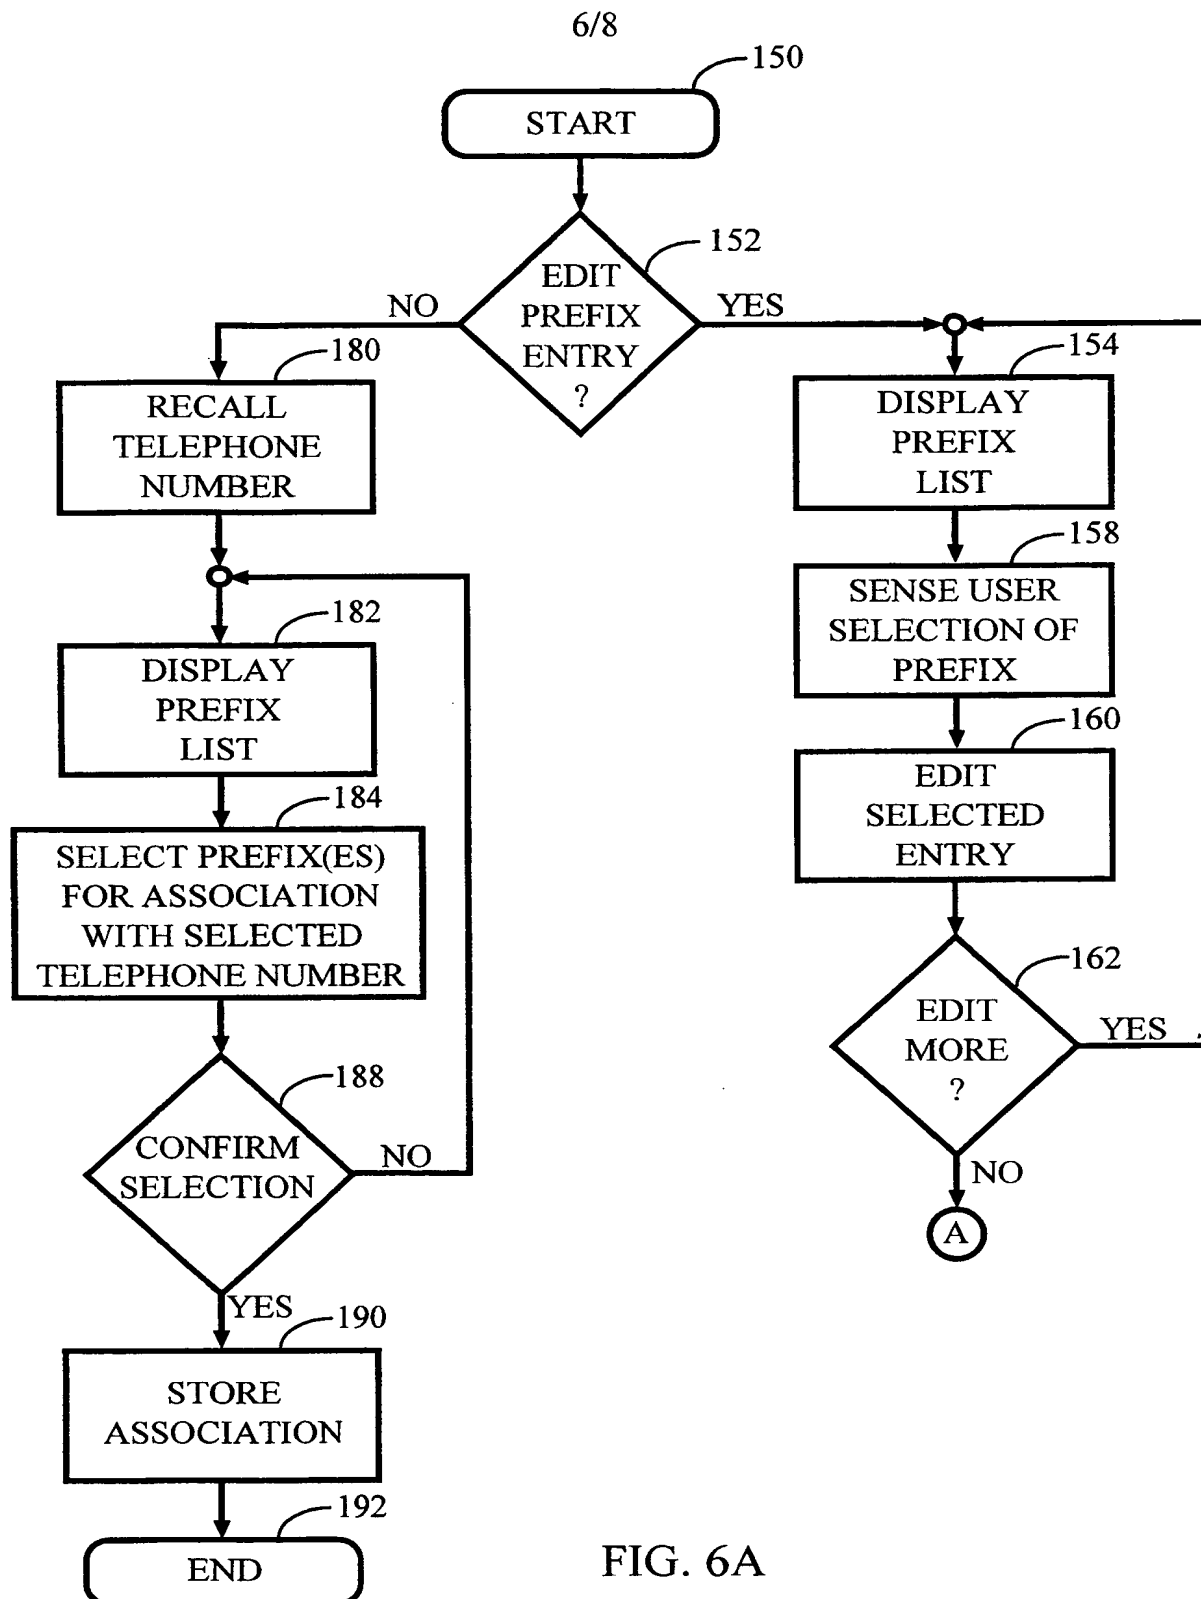 6/8
150
START
152
EDIT
PREFIX
ENTRY
?
NO
YES
180
RECALL
TELEPHONE
NUMBER
182
DISPLAY
PREFIX
LIST
184
SELECT PREFIX(ES)
FOR ASSOCIATION
WITH SELECTED
TELEPHONE NUMBER
188
CONFIRM
SELECTION
NO
YES
190
STORE
ASSOCIATION
192
END
154
DISPLAY
PREFIX
LIST
158
SENSE USER
SELECTION OF
PREFIX
160
EDIT
SELECTED
ENTRY
162
EDIT
MORE
?
YES
NO
A
FIG. 6A